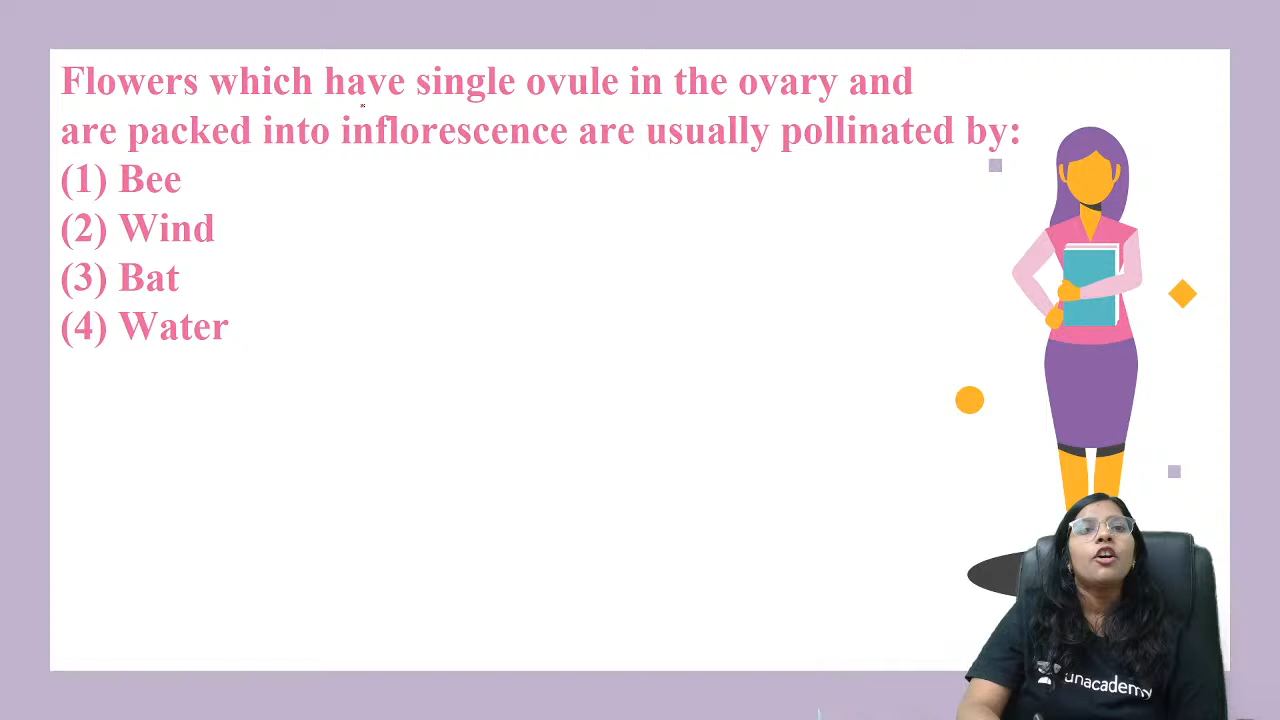 Flowers which have single ovule in the ovary and
are packed into inflorescence are usually pollinated by:
(1) Bee
(2) Wind
(3) Bat
(4) Water
unacademy